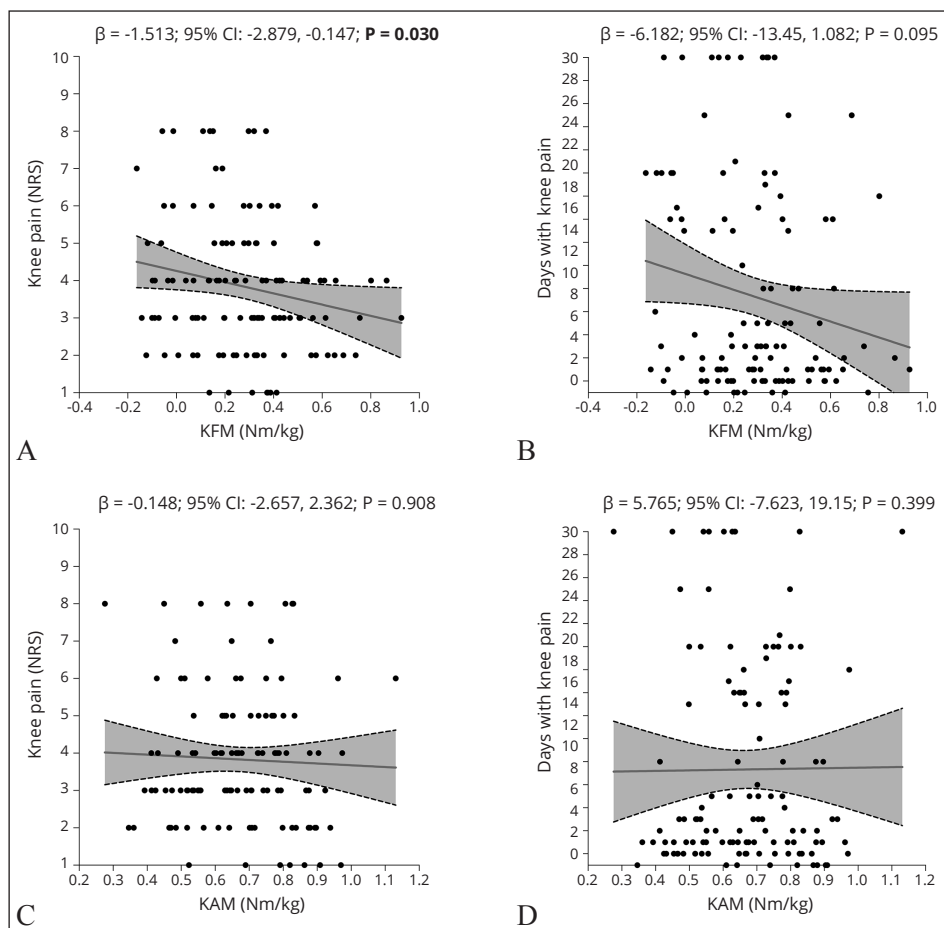 β = -1.513; 95% CI: -2.879, -0.147; P = 0.030
10
9
8
7
6
5
4
3
2
1
Knee pain (NRS)
-0.4 -0.2 0.0 0.2 0.4 0.6 0.8 1.0
KFM (Nm/kg)
A
β = -6.182; 95% CI: -13.45, 1.082; P = 0.095
30
28
26
24
22
20
18
16
14
12
10
8
6
4
2
0
Days with knee pain
-0.4 -0.2 0.0 0.2 0.4 0.6 0.8 1.0
KFM (Nm/kg)
B
β = -0.148; 95% CI: -2.657, 2.362; P = 0.908
10
9
8
7
6
5
4
3
2
1
Knee pain (NRS)
0.2 0.3 0.4 0.5 0.6 0.7 0.8 0.9 1.0 1.1 1.2
KAM (Nm/kg)
C
β = 5.765; 95% CI: -7.623, 19.15; P = 0.399
30
28
26
24
22
20
18
16
14
12
10
8
6
4
2
0
Days with knee pain
0.2 0.3 0.4 0.5 0.6 0.7 0.8 0.9 1.0 1.1 1.2
KAM (Nm/kg)
D